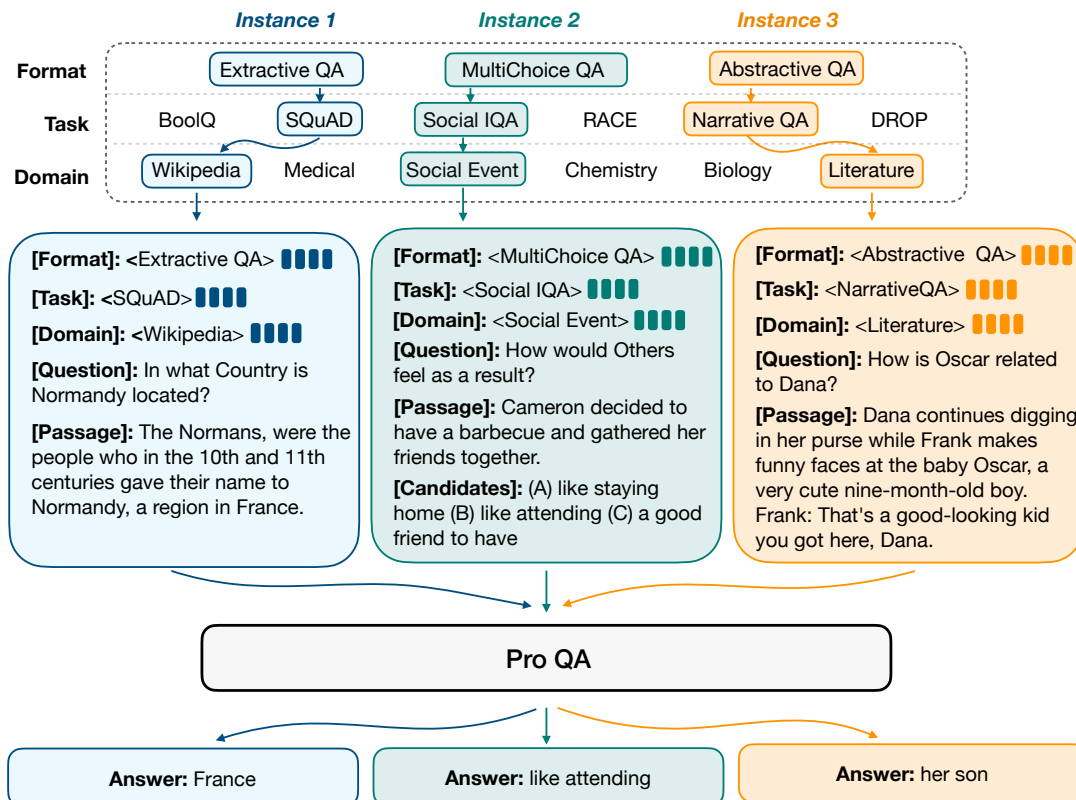 Instance 1 Instance 2 Instance 3
Format Extractive QA MultiChoice QA Abstractive QA
Task BoolQ SQuAD Social IQA RACE Narrative QA DROP
Domain Wikipedia Medical Social Event Chemistry Biology Literature
[Format]: <Extractive QA>
[Task]: <SQuAD>
[Domain]: <Wikipedia>
[Question]: In what Country is
Normandy located?
[Passage]: The Normans, were the
people who in the 10th and 11th
centuries gave their name to
Normandy, a region in France.
[Format]: <MultiChoice QA>
[Task]: <Social IQA>
[Domain]: <Social Event>
[Question]: How would Others
feel as a result?
[Passage]: Cameron decided to
have a barbecue and gathered her
friends together.
[Candidates]: (A) like staying
home (B) like attending (C) a good
friend to have
[Format]: <Abstractive QA>
[Task]: <NarrativeQA>
[Domain]: <Literature>
[Question]: How is Oscar related
to Dana?
[Passage]: Dana continues digging
in her purse while Frank makes
funny faces at the baby Oscar, a
very cute nine-month-old boy.
Frank: That's a good-looking kid
you got here, Dana.
Pro QA
Answer: France
Answer: like attending
Answer: her son